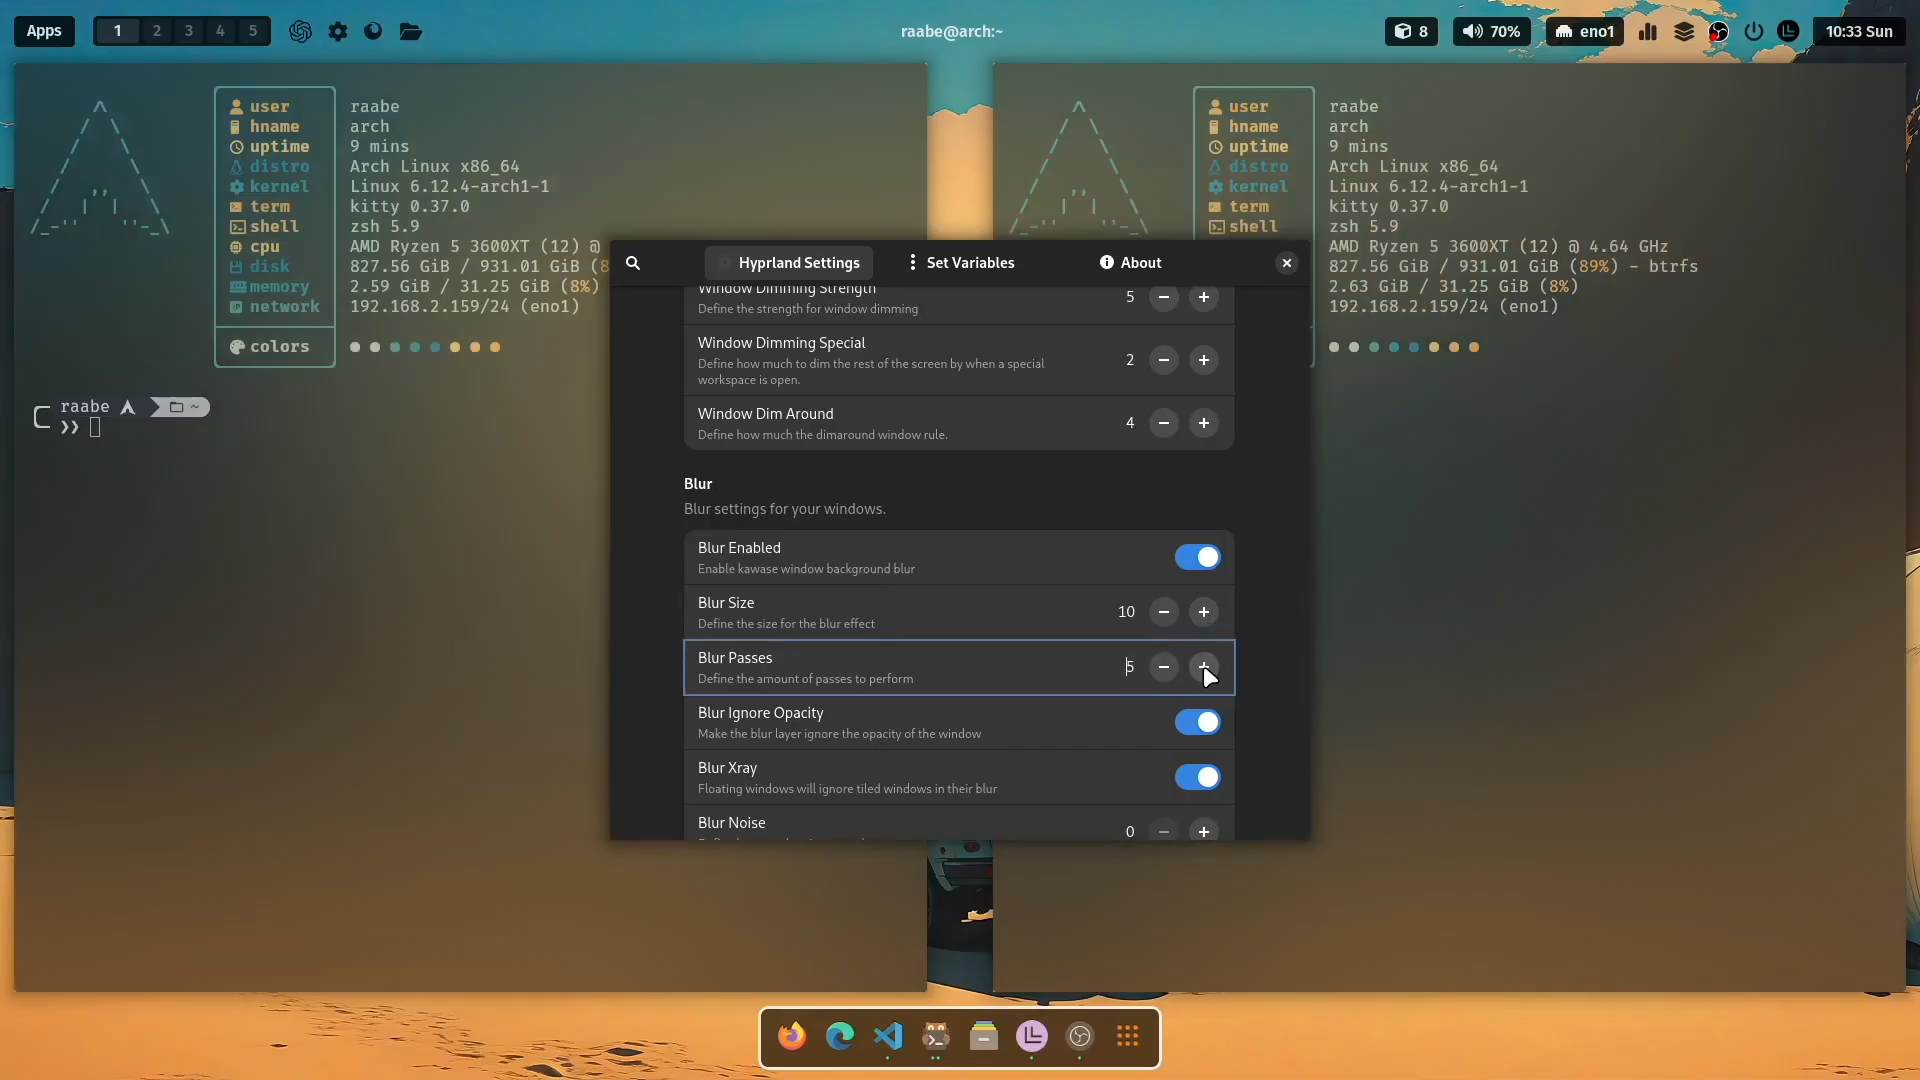 Apps
1 2 3 4 5
raabe@arch:~
8
70%
eno1
10:33 Sun
user raabe
hname arch
uptime 9 mins
distro Arch Linux x86_64
kernel Linux 6.12.4-arch1-1
term kitty 0.37.0
shell zsh 5.9
cpu AMD Ryzen 5 3600XT (12) @
disk 827.56 GiB / 931.01 GiB (8
memory 2.59 GiB / 31.25 GiB (8%)
network 192.168.2.159/24 (eno1)
colors
raabe ~
❯❯
user raabe
hname arch
uptime 9 mins
distro Arch Linux x86_64
kernel Linux 6.12.4-arch1-1
term kitty 0.37.0
shell zsh 5.9
AMD Ryzen 5 3600XT (12) @ 4.64 GHz
827.56 GiB / 931.01 GiB (89%) - btrfs
2.63 GiB / 31.25 GiB (8%)
192.168.2.159/24 (eno1)
Hyprland Settings
Set Variables
About
Window Dimming Strength
5 − +
Define the strength for window dimming
Window Dimming Special
Define how much to dim the rest of the screen by when a special
workspace is open.
2 − +
Window Dim Around
Define how much the dimaround window rule.
4 − +
Blur
Blur settings for your windows.
Blur Enabled
Enable kawase window background blur
Blur Size
Define the size for the blur effect
10 − +
Blur Passes
Define the amount of passes to perform
5 − +
Blur Ignore Opacity
Make the blur layer ignore the opacity of the window
Blur Xray
Floating windows will ignore tiled windows in their blur
Blur Noise
0 − +